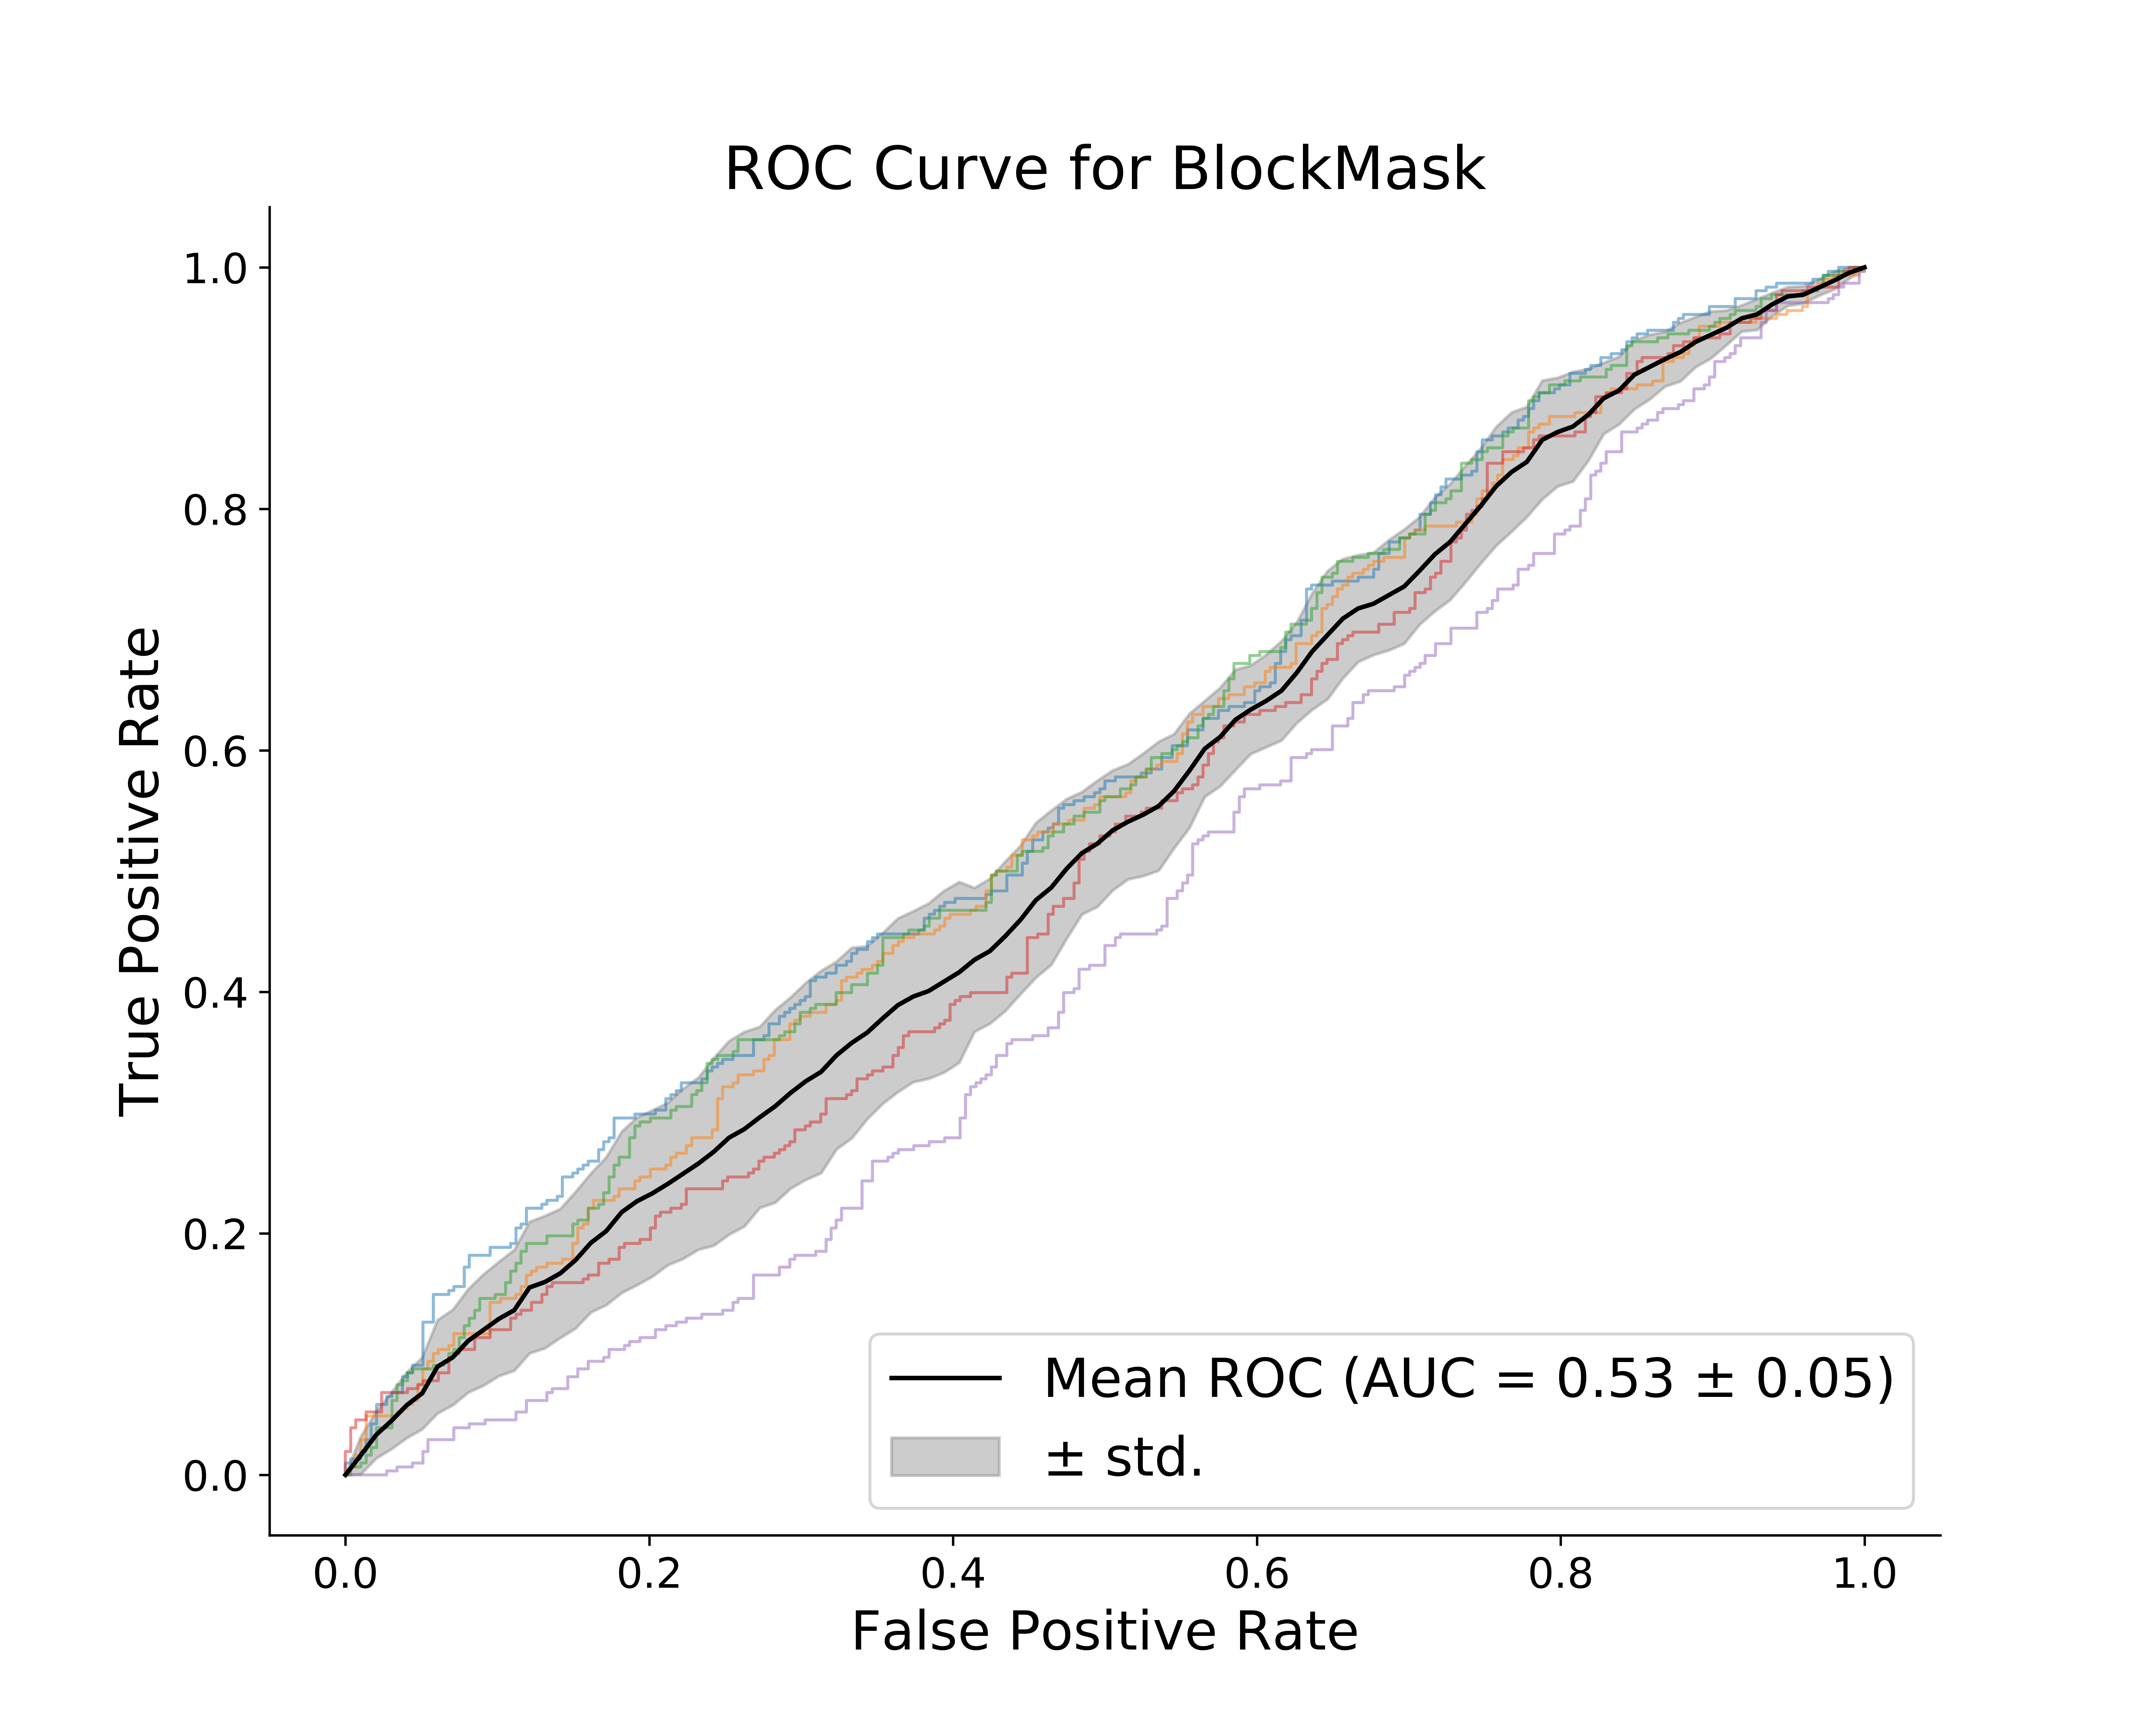 ROC Curve for BlockMask
True Positive Rate
1.0
0.8
0.6
0.4
0.2
0.0
Mean ROC (AUC = 0.53 ± 0.05)
± std.
0.0 0.2 0.4 0.6 0.8 1.0
False Positive Rate